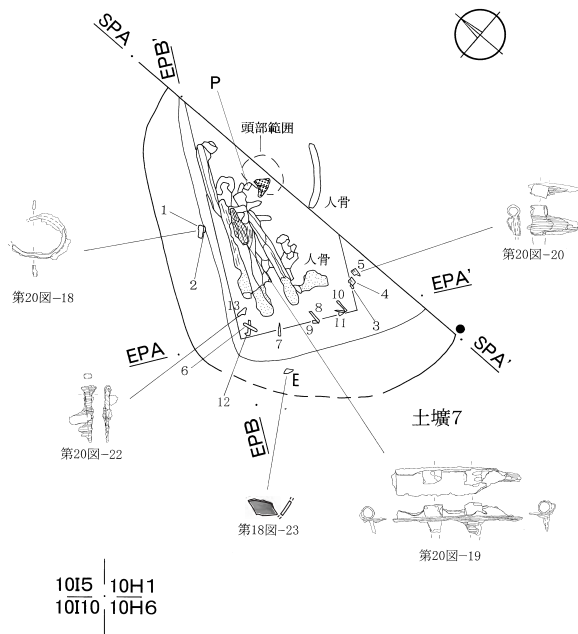 SPA
EPB'
P
頭部範囲
人骨
1
2
第20図-18
人骨
5
4
3
第20図-20
EPA'
SPA'
13
10
8
11
9
7
6
12
EPA
E
EPB
土壙7
第20図-22
第18図-23
第20図-19
10I5 10H1
10I10 10H6